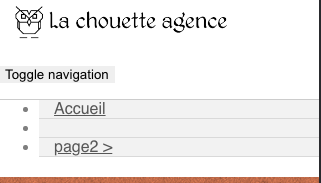 La chouette agence
Toggle navigation
Accueil
page2 >